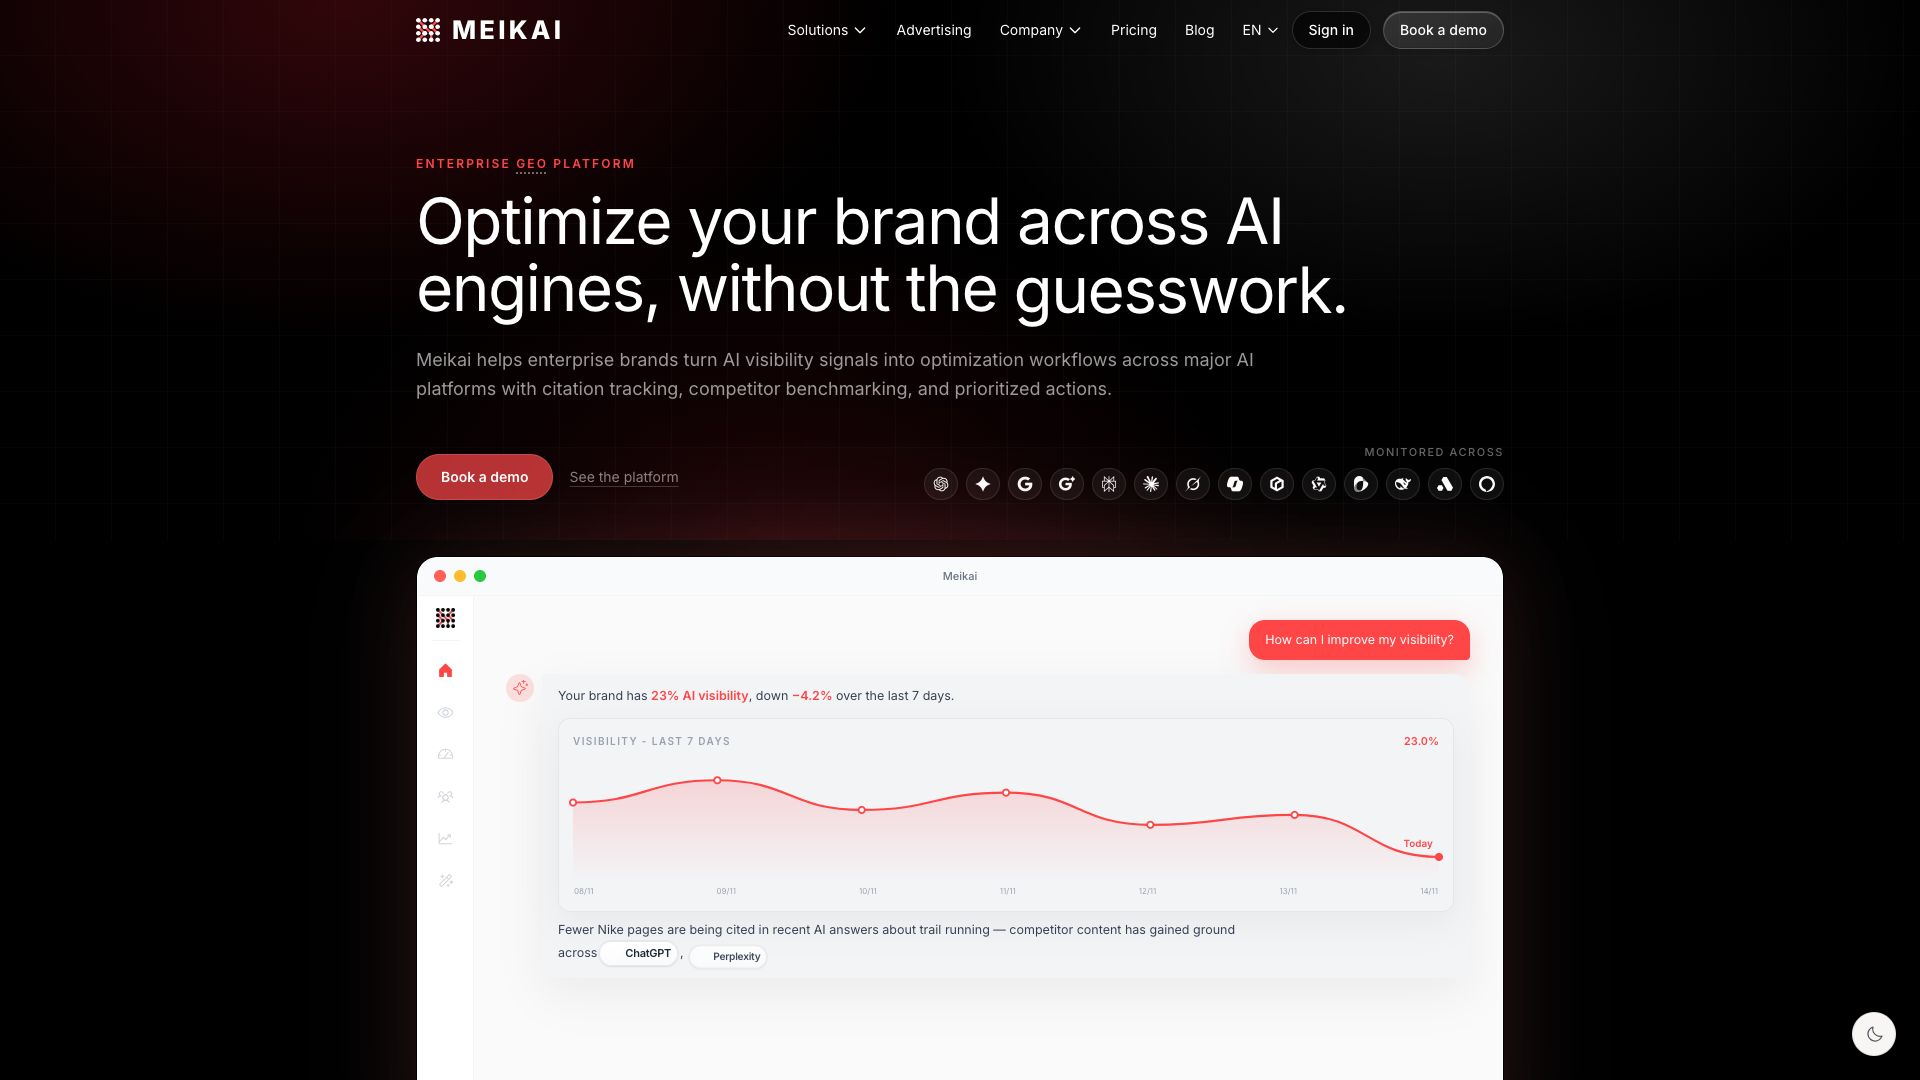 MEIKAI
Solutions
Advertising
Company
Pricing
Blog
EN
Sign in
Book a demo
ENTERPRISE GEO PLATFORM
Optimize your brand across AI
engines, without the guesswork.
Meikai helps enterprise brands turn AI visibility signals into optimization workflows across major AI
platforms with citation tracking, competitor benchmarking, and prioritized actions.
MONITORED ACROSS
Book a demo
See the platform
Meikai
How can I improve my visibility?
Your brand has 23% AI visibility, down −4.2% over the last 7 days.
VISIBILITY - LAST 7 DAYS
23.0%
Today
08/11
09/11
10/11
11/11
12/11
13/11
14/11
Fewer Nike pages are being cited in recent AI answers about trail running — competitor content has gained ground
across ChatGPT , Perplexity